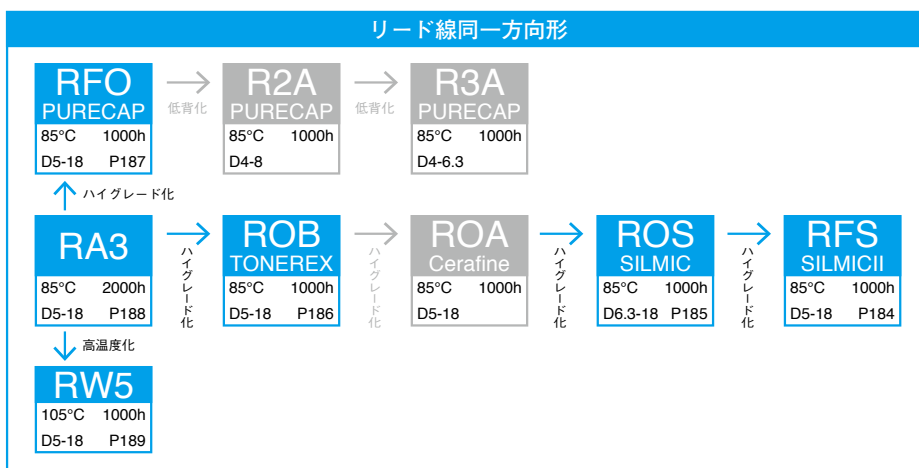 リード線同一方向形
RFO
PURECAP
85°C 1000h
D5-18 P187
低背化
R2A
PURECAP
85°C 1000h
D4-8
低背化
R3A
PURECAP
85°C 1000h
D4-6.3
ハイグレード化
RA3
85°C 2000h
D5-18 P188
ハイグレード化
ROB
TONEREX
85°C 1000h
D5-18 P186
ハイグレード化
ROA
Cerafine
85°C 1000h
D5-18
ハイグレード化
ROS
SILMIC
85°C 1000h
D6.3-18 P185
ハイグレード化
RFS
SILMICII
85°C 1000h
D5-18 P184
高温度化
RW5
105°C 1000h
D5-18 P189